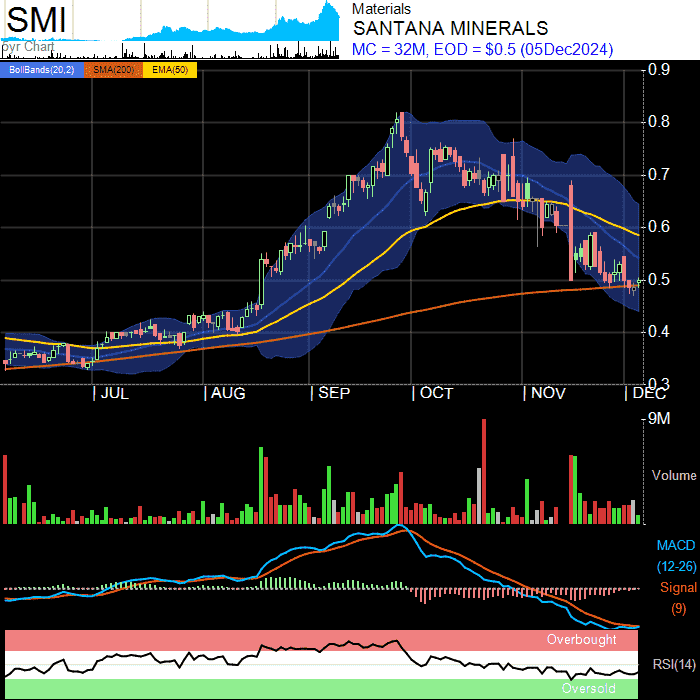 SMI
5yr Chart
Materials
SANTANA MINERALS
MC = 32M, EOD = $0.5 (05Dec2024)
BollBands(20,2) SMA(200) EMA(50)
0.9
0.8
0.7
0.6
0.5
0.4
0.3
JUL AUG SEP OCT NOV DEC
9M
Volume
MACD
(12-26)
Signal
(9)
Overbought
RSI(14)
Oversold